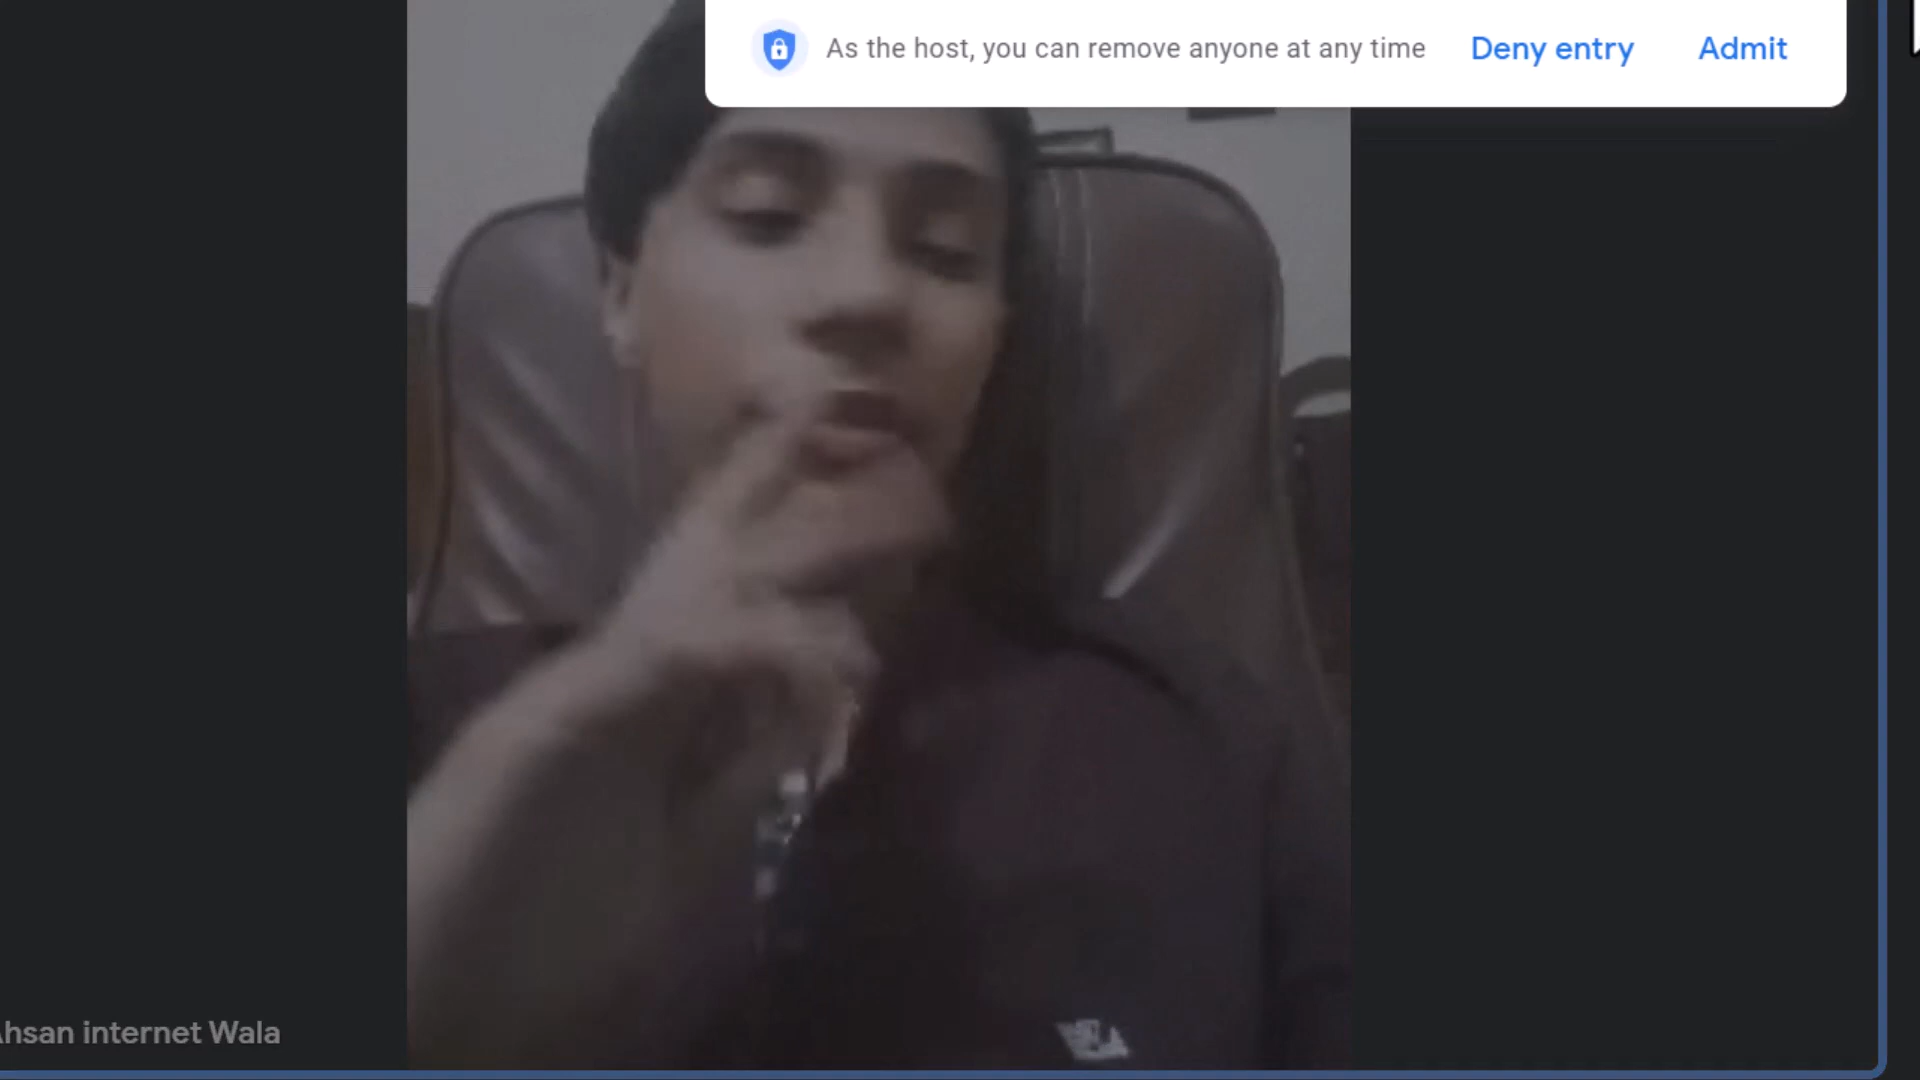 As the host, you can remove anyone at any time Deny entry Admit
hsan internet Wala